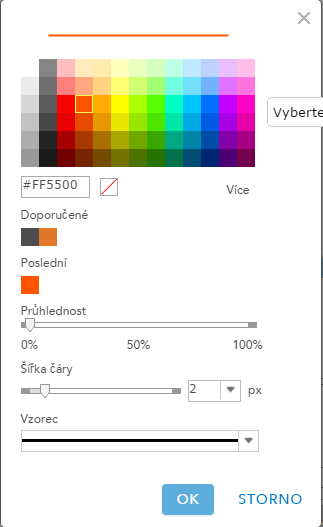 Vyberte
#FF5500
Více
Doporučené
Poslední
Průhlednost
0% 50% 100%
Šířka čáry
2 px
Vzorec
OK STORNO